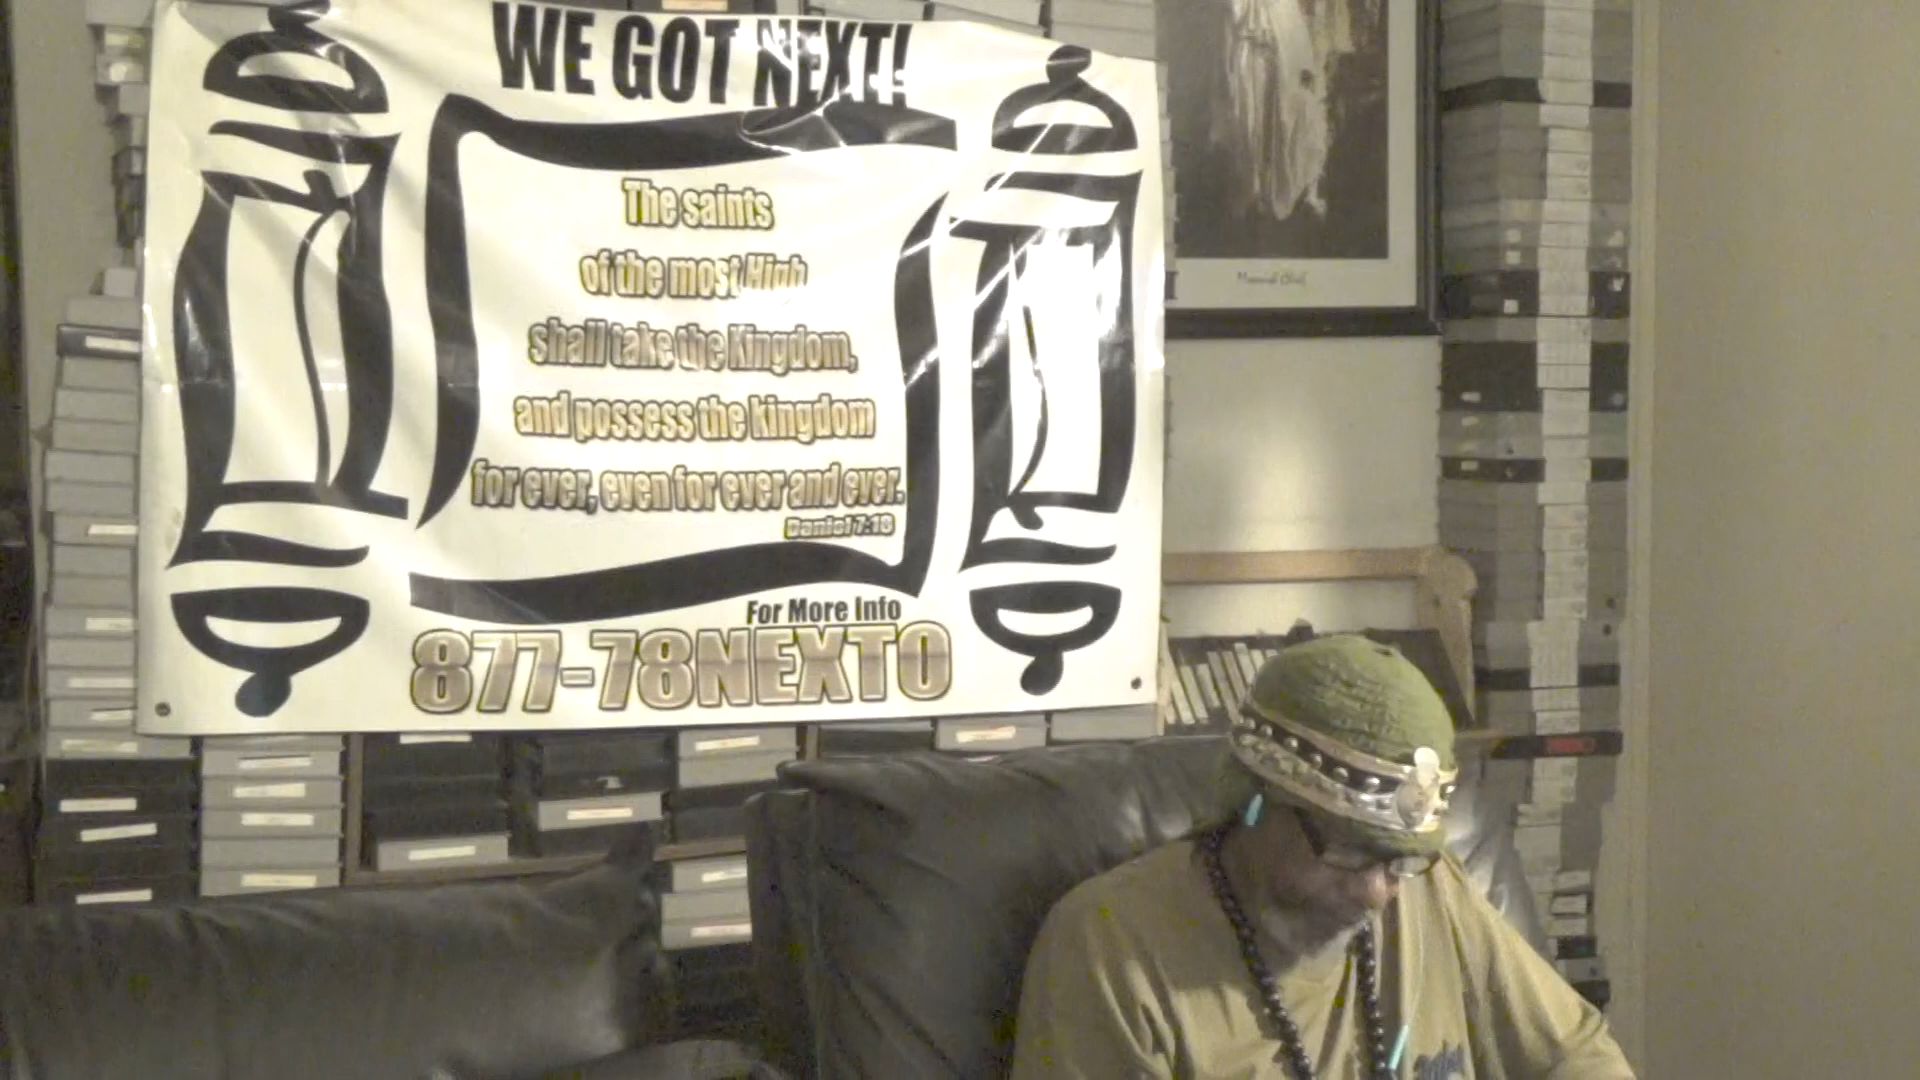 WE GOT NEXT!
The saints
of the most High
shall take the Kingdom,
and possess the kingdom
for ever, even for ever and ever.
Daniel 7:18
For More Info
877-78NEXTO